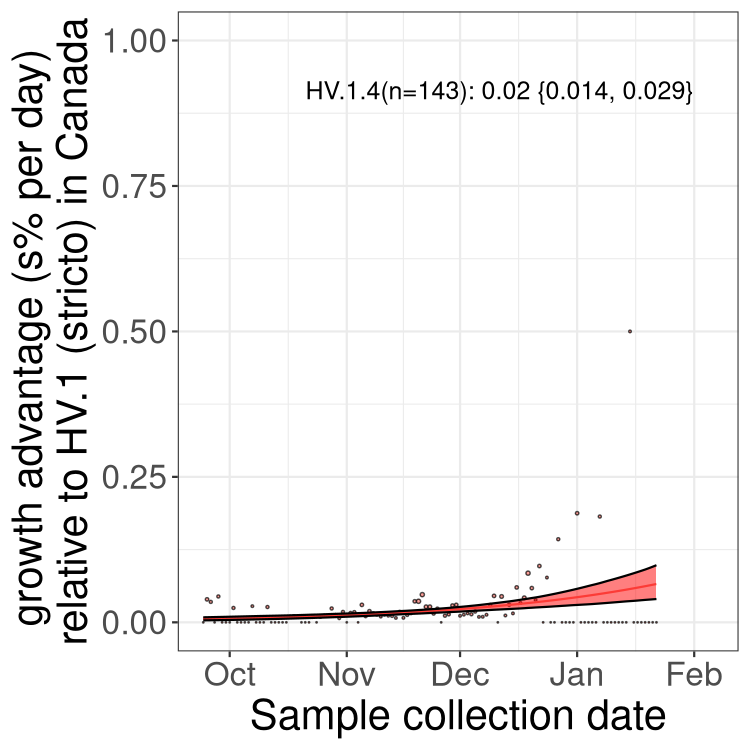 growth advantage (s% per day)
relative to HV.1 (stricto) in Canada
1.00
0.75
0.50
0.25
0.00
HV.1.4(n=143): 0.02 {0.014, 0.029}
Oct Nov Dec Jan Feb
Sample collection date